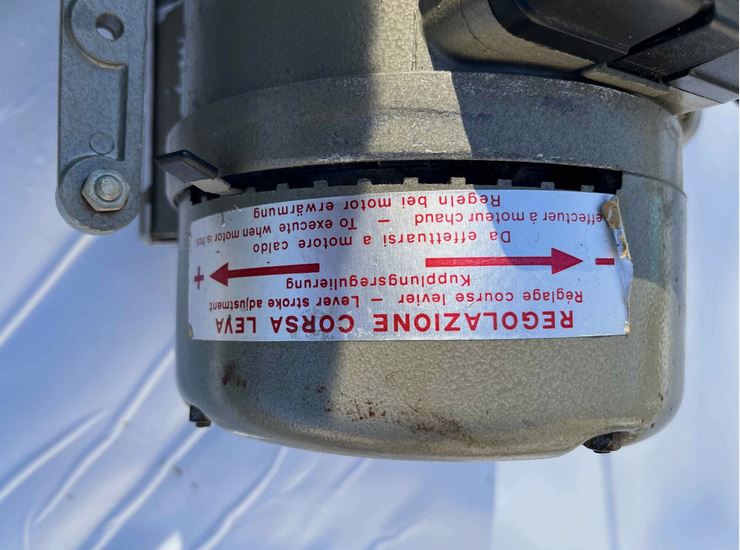 REGOLAZIONE CORSA LEVA
Réglage course levier — Lever stroke adjustment
Kupplungsregulierung
− +
Da effettuarsi a motore caldo
effectuer à moteur chaud — To execute when motor is hot
Regeln bei motor erwärmung